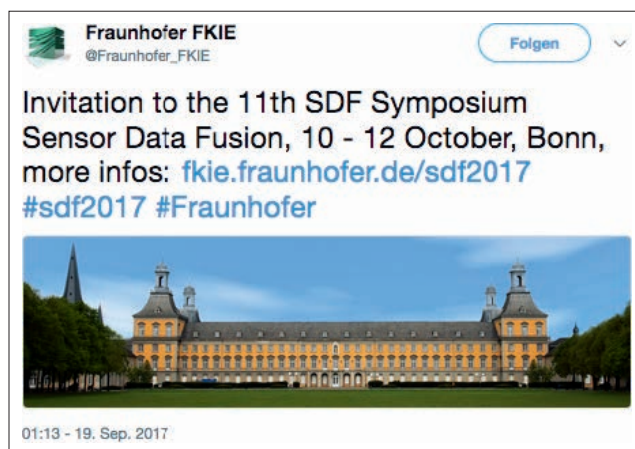 Fraunhofer FKIE
@Fraunhofer_FKIE
Folgen
Invitation to the 11th SDF Symposium
Sensor Data Fusion, 10 - 12 October, Bonn,
more infos: fkie.fraunhofer.de/sdf2017
#sdf2017 #Fraunhofer
01:13 - 19. Sep. 2017